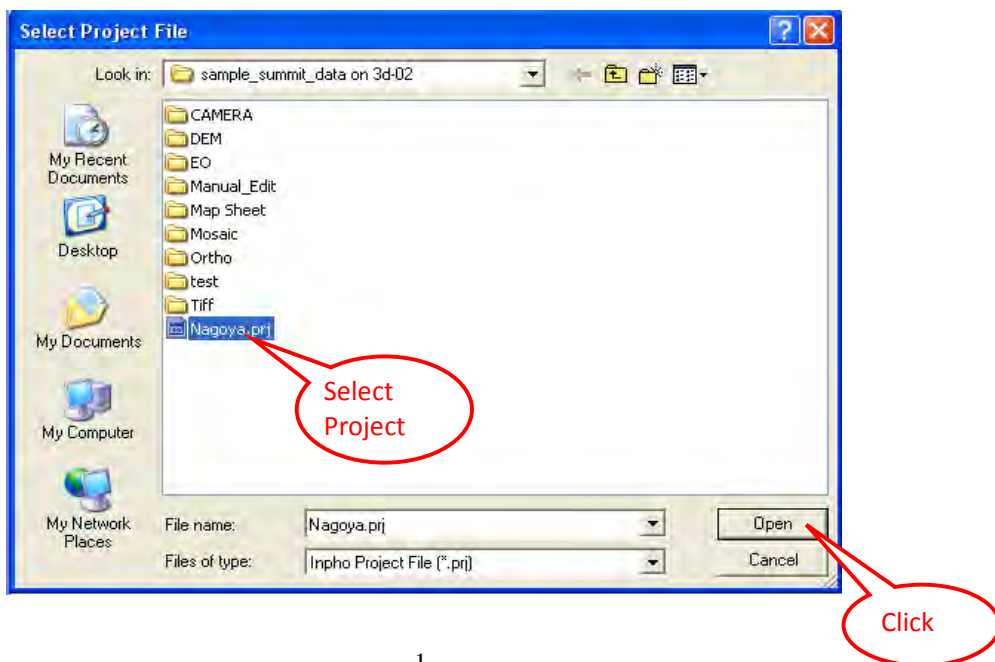 Select Project File
Look in: sample_summit_data on 3d-02
CAMERA
DEM
EO
Manual_Edit
Map Sheet
Mosaic
Ortho
test
Tiff
Nagoya.prj
My Recent
Documents
Desktop
My Documents
My Computer
My Network
Places
Select
Project
File name: Nagoya.prj Open
Files of type: Inpho Project File (*.prj) Cancel
Click
1